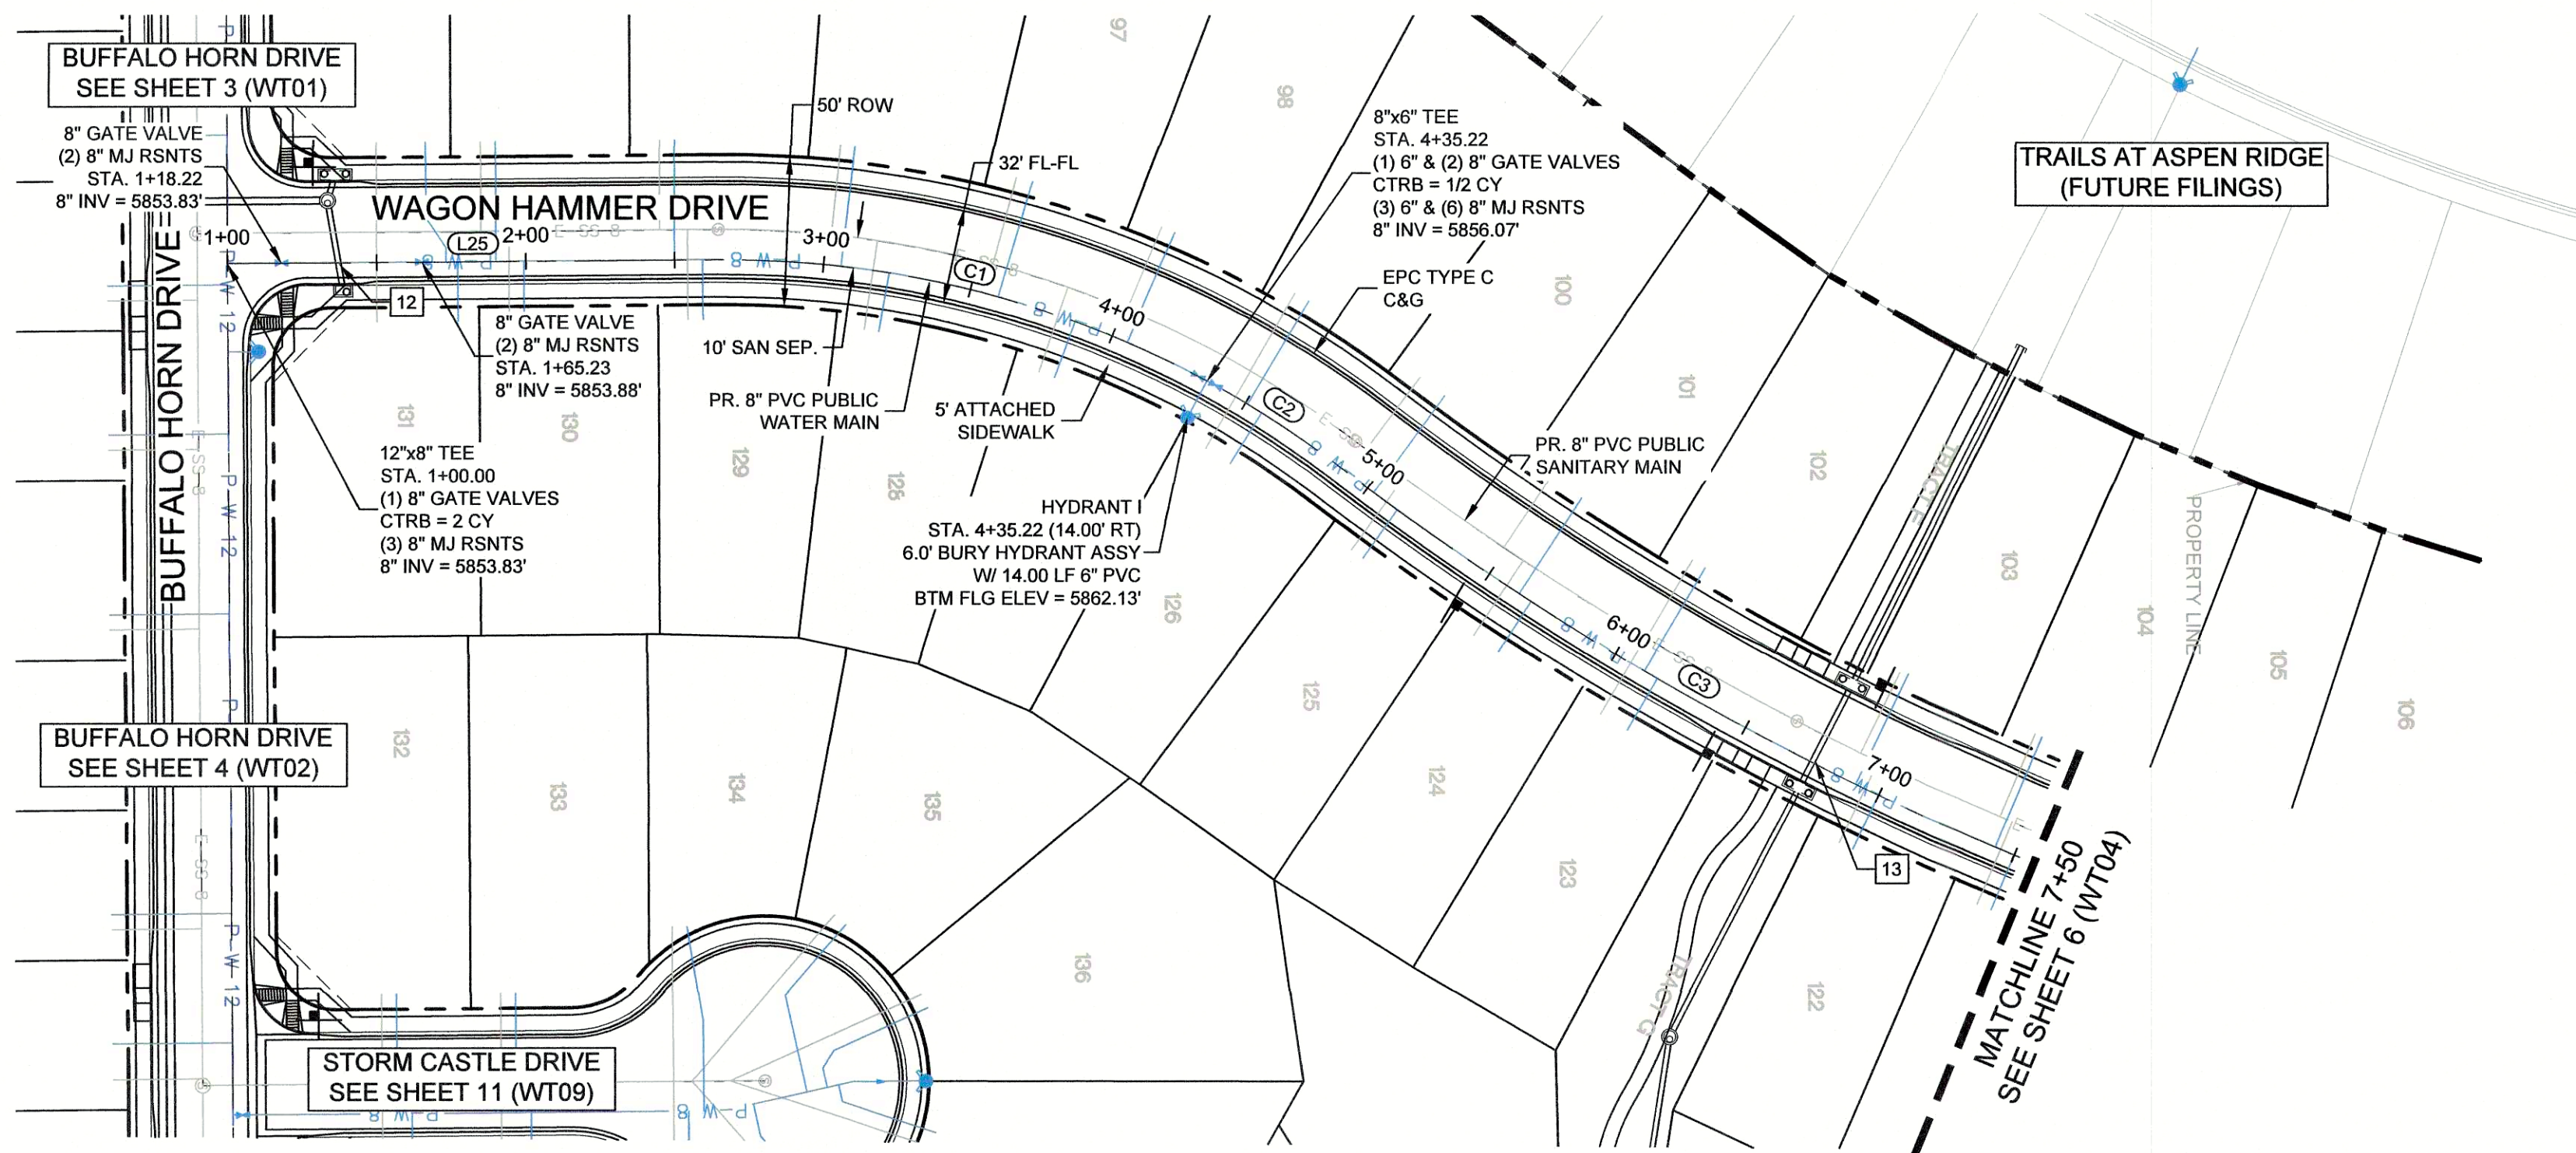 BUFFALO HORN DRIVE
SEE SHEET 3 (WT01)
8" GATE VALVE
(2) 8" MJ RSNTS
STA. 1+18.22
8" INV = 5853.83'
WAGON HAMMER DRIVE
50' ROW
32' FL-FL
97
98
8"x6" TEE
STA. 4+35.22
(1) 6" & (2) 8" GATE VALVES
CTRB = 1/2 CY
(3) 6" & (6) 8" MJ RSNTS
8" INV = 5856.07'
EPC TYPE C
C&G
TRAILS AT ASPEN RIDGE
(FUTURE FILINGS)
1+00
L25
2+00
3+00
C1
4+00
C2
5+00
6+00
C3
7+00
E SS 8
P-W 8
P W 12
BUFFALO HORN DRIVE
12
8" GATE VALVE
(2) 8" MJ RSNTS
STA. 1+65.23
8" INV = 5853.88'
10' SAN SEP.
PR. 8" PVC PUBLIC
WATER MAIN
5' ATTACHED
SIDEWALK
12"x8" TEE
STA. 1+00.00
(1) 8" GATE VALVES
CTRB = 2 CY
(3) 8" MJ RSNTS
8" INV = 5853.83'
HYDRANT I
STA. 4+35.22 (14.00' RT)
6.0' BURY HYDRANT ASSY
W/ 14.00 LF 6" PVC
BTM FLG ELEV = 5862.13'
PR. 8" PVC PUBLIC
SANITARY MAIN
100
101
102
TRACT F
103
104
PROPERTY LINE
105
106
131
130
129
128
126
125
124
123
122
BUFFALO HORN DRIVE
SEE SHEET 4 (WT02)
132
133
134
135
136
TRACT G
13
MATCHLINE 7+50
SEE SHEET 6 (WT04)
STORM CASTLE DRIVE
SEE SHEET 11 (WT09)
P-W 8
P-W 8